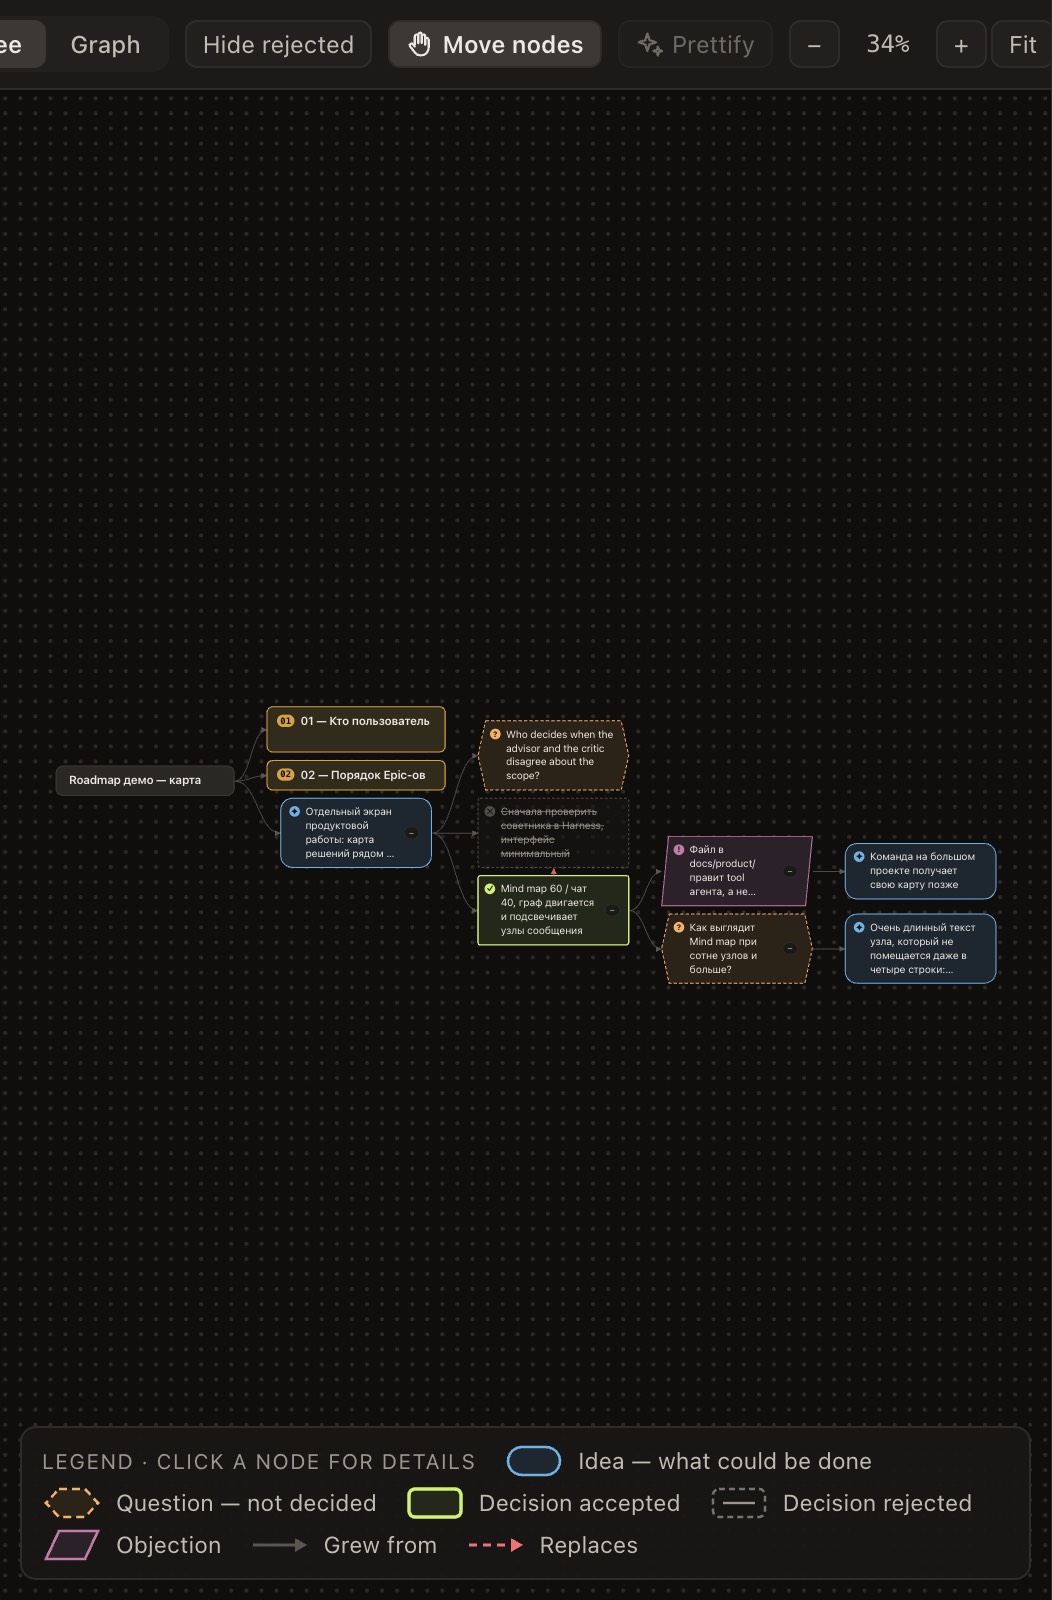 ee
Graph
Hide rejected
Move nodes
Prettify
−
34%
+
Fit
01 01 — Кто пользователь
Roadmap демо — карта
02 02 — Порядок Epic-ов
Who decides when the
advisor and the critic
disagree about the
scope?
Отдельный экран
продуктовой
работы: карта
решений рядом ...
Сначала проверить
советника в Harness,
интерфейс
минимальный
Mind map 60 / чат
40, граф двигается
и подсвечивает
узлы сообщения
Файл в
docs/product/
правит tool
агента, а не...
Команда на большом
проекте получает
свою карту позже
Как выглядит
Mind map при
сотне узлов и
больше?
Очень длинный текст
узла, который не
помещается даже в
четыре строки:...
LEGEND · CLICK A NODE FOR DETAILS
Idea — what could be done
Question — not decided
Decision accepted
Decision rejected
Objection
Grew from
Replaces